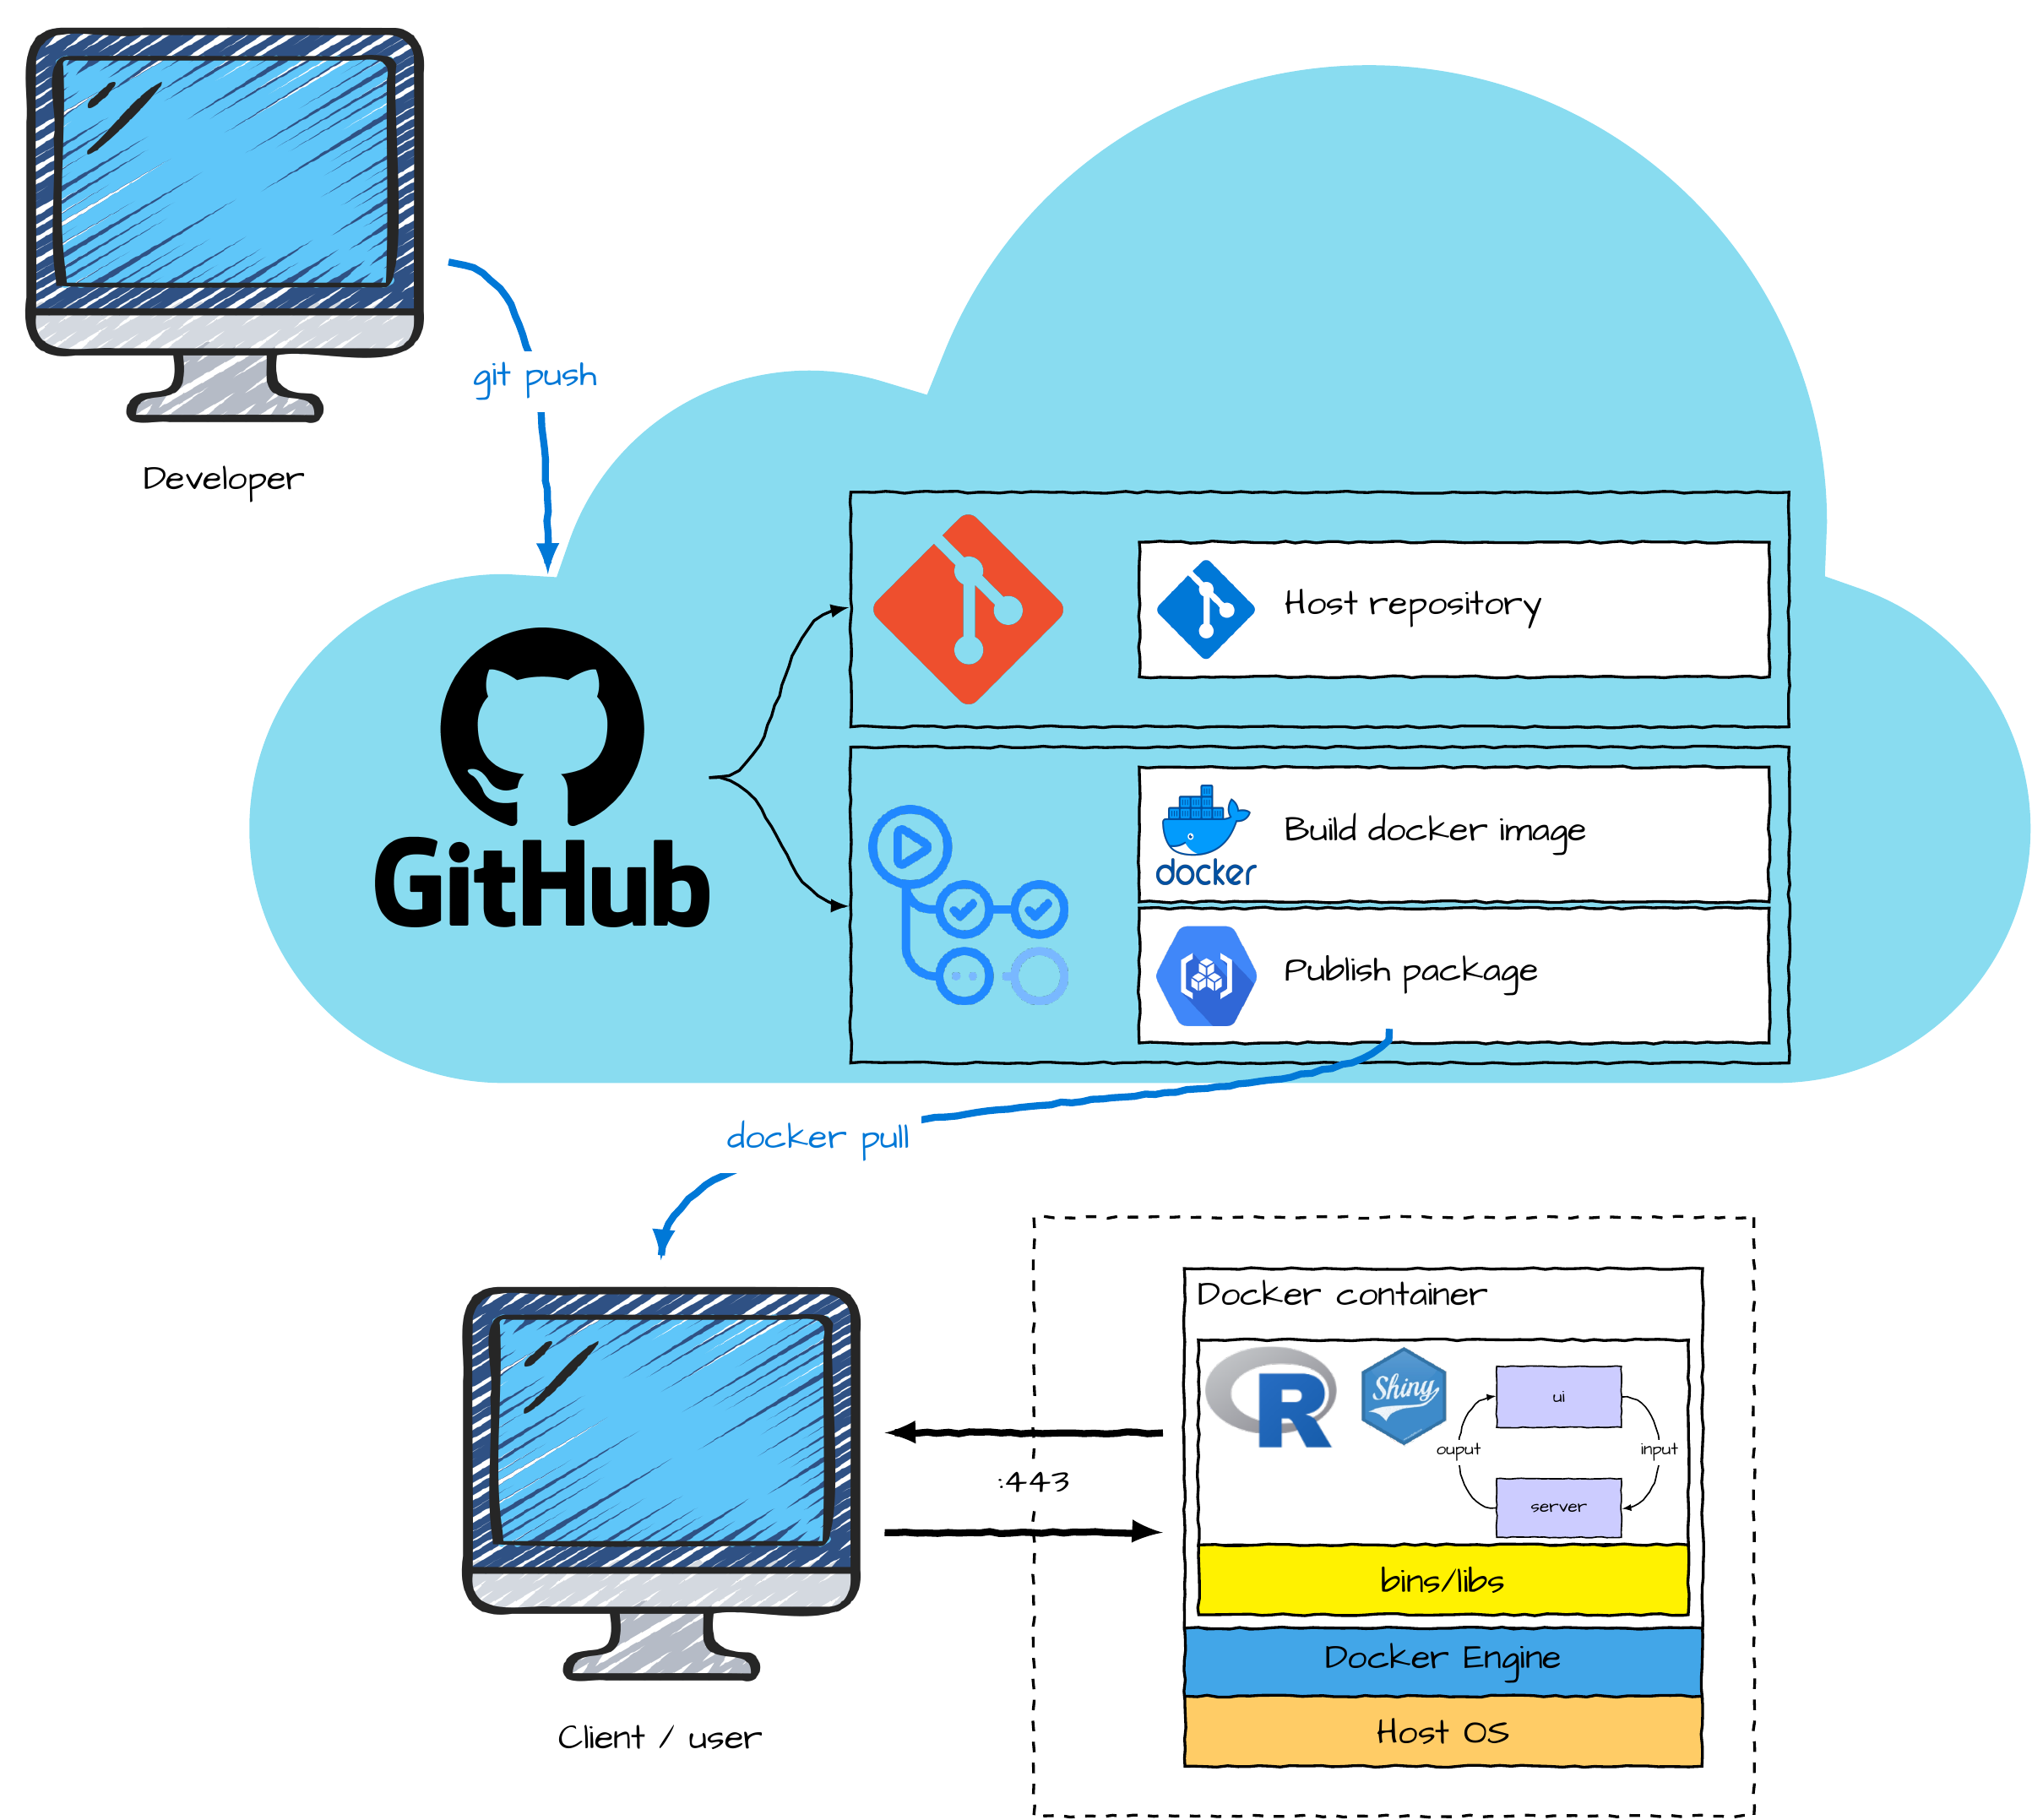 git push
Developer
Host repository
GitHub
docker
Build docker image
Publish package
docker pull
Docker container
R
Shiny
ui
ouput
input
server
:443
bins/libs
Docker Engine
Host OS
Client / user